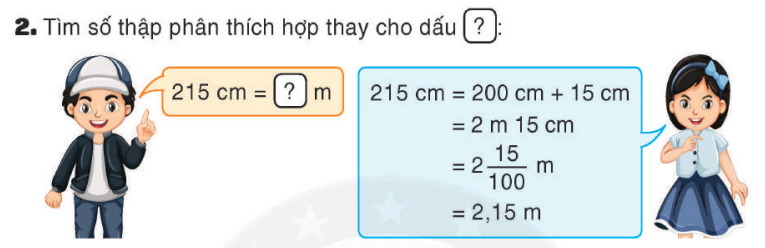 2. Tìm số thập phân thích hợp thay cho dấu ? :
215 cm = ? m
215 cm = 200 cm + 15 cm
= 2 m 15 cm
= 2 15/100 m
= 2,15 m